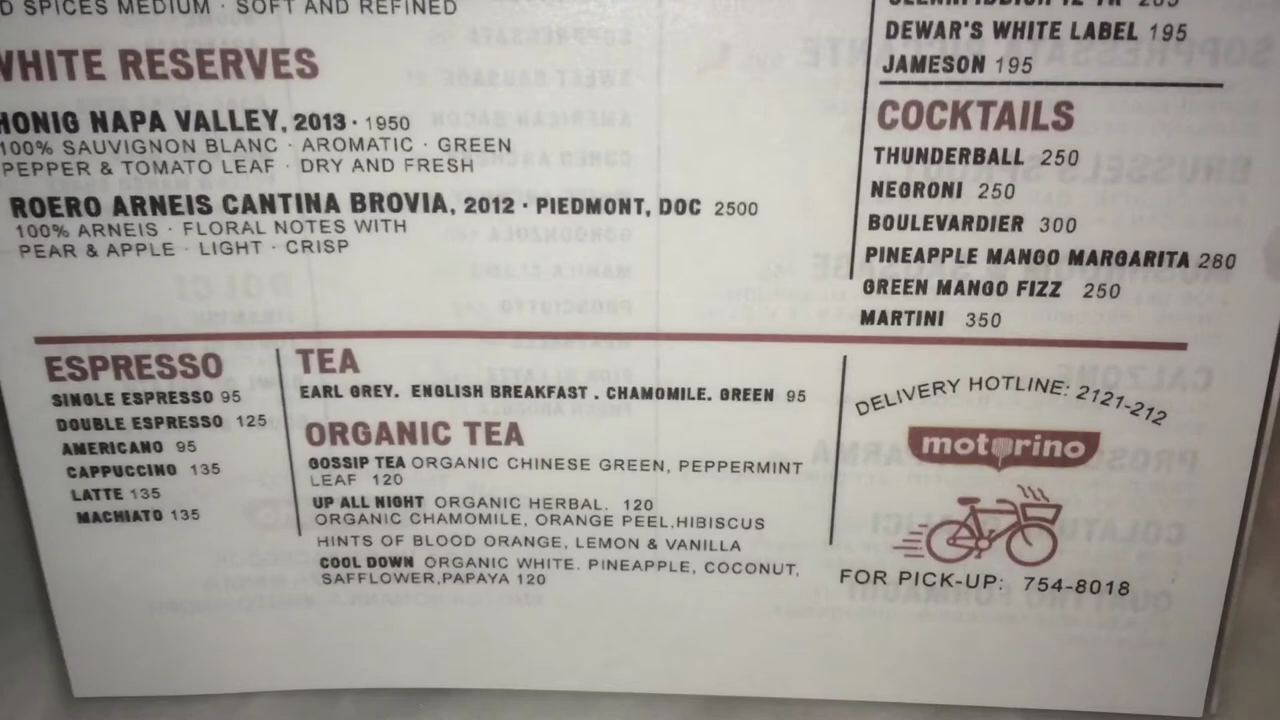 D SPICES MEDIUM · SOFT AND REFINED
WHITE RESERVES
HONIG NAPA VALLEY, 2013 · 1950
100% SAUVIGNON BLANC · AROMATIC · GREEN
PEPPER & TOMATO LEAF · DRY AND FRESH
ROERO ARNEIS CANTINA BROVIA, 2012 · PIEDMONT, DOC 2500
100% ARNEIS · FLORAL NOTES WITH
PEAR & APPLE · LIGHT · CRISP
DEWAR'S WHITE LABEL 195
JAMESON 195
COCKTAILS
THUNDERBALL 250
NEGRONI 250
BOULEVARDIER 300
PINEAPPLE MANGO MARGARITA 280
GREEN MANGO FIZZ 250
MARTINI 350
ESPRESSO
SINGLE ESPRESSO 95
DOUBLE ESPRESSO 125
AMERICANO 95
CAPPUCCINO 135
LATTE 135
MACHIATO 135
TEA
EARL GREY. ENGLISH BREAKFAST . CHAMOMILE. GREEN 95
ORGANIC TEA
GOSSIP TEA ORGANIC CHINESE GREEN, PEPPERMINT
LEAF 120
UP ALL NIGHT ORGANIC HERBAL. 120
ORGANIC CHAMOMILE, ORANGE PEEL,HIBISCUS
HINTS OF BLOOD ORANGE, LEMON & VANILLA
COOL DOWN ORGANIC WHITE. PINEAPPLE, COCONUT,
SAFFLOWER,PAPAYA 120
DELIVERY HOTLINE: 2121-212
motorino
FOR PICK-UP: 754-8018